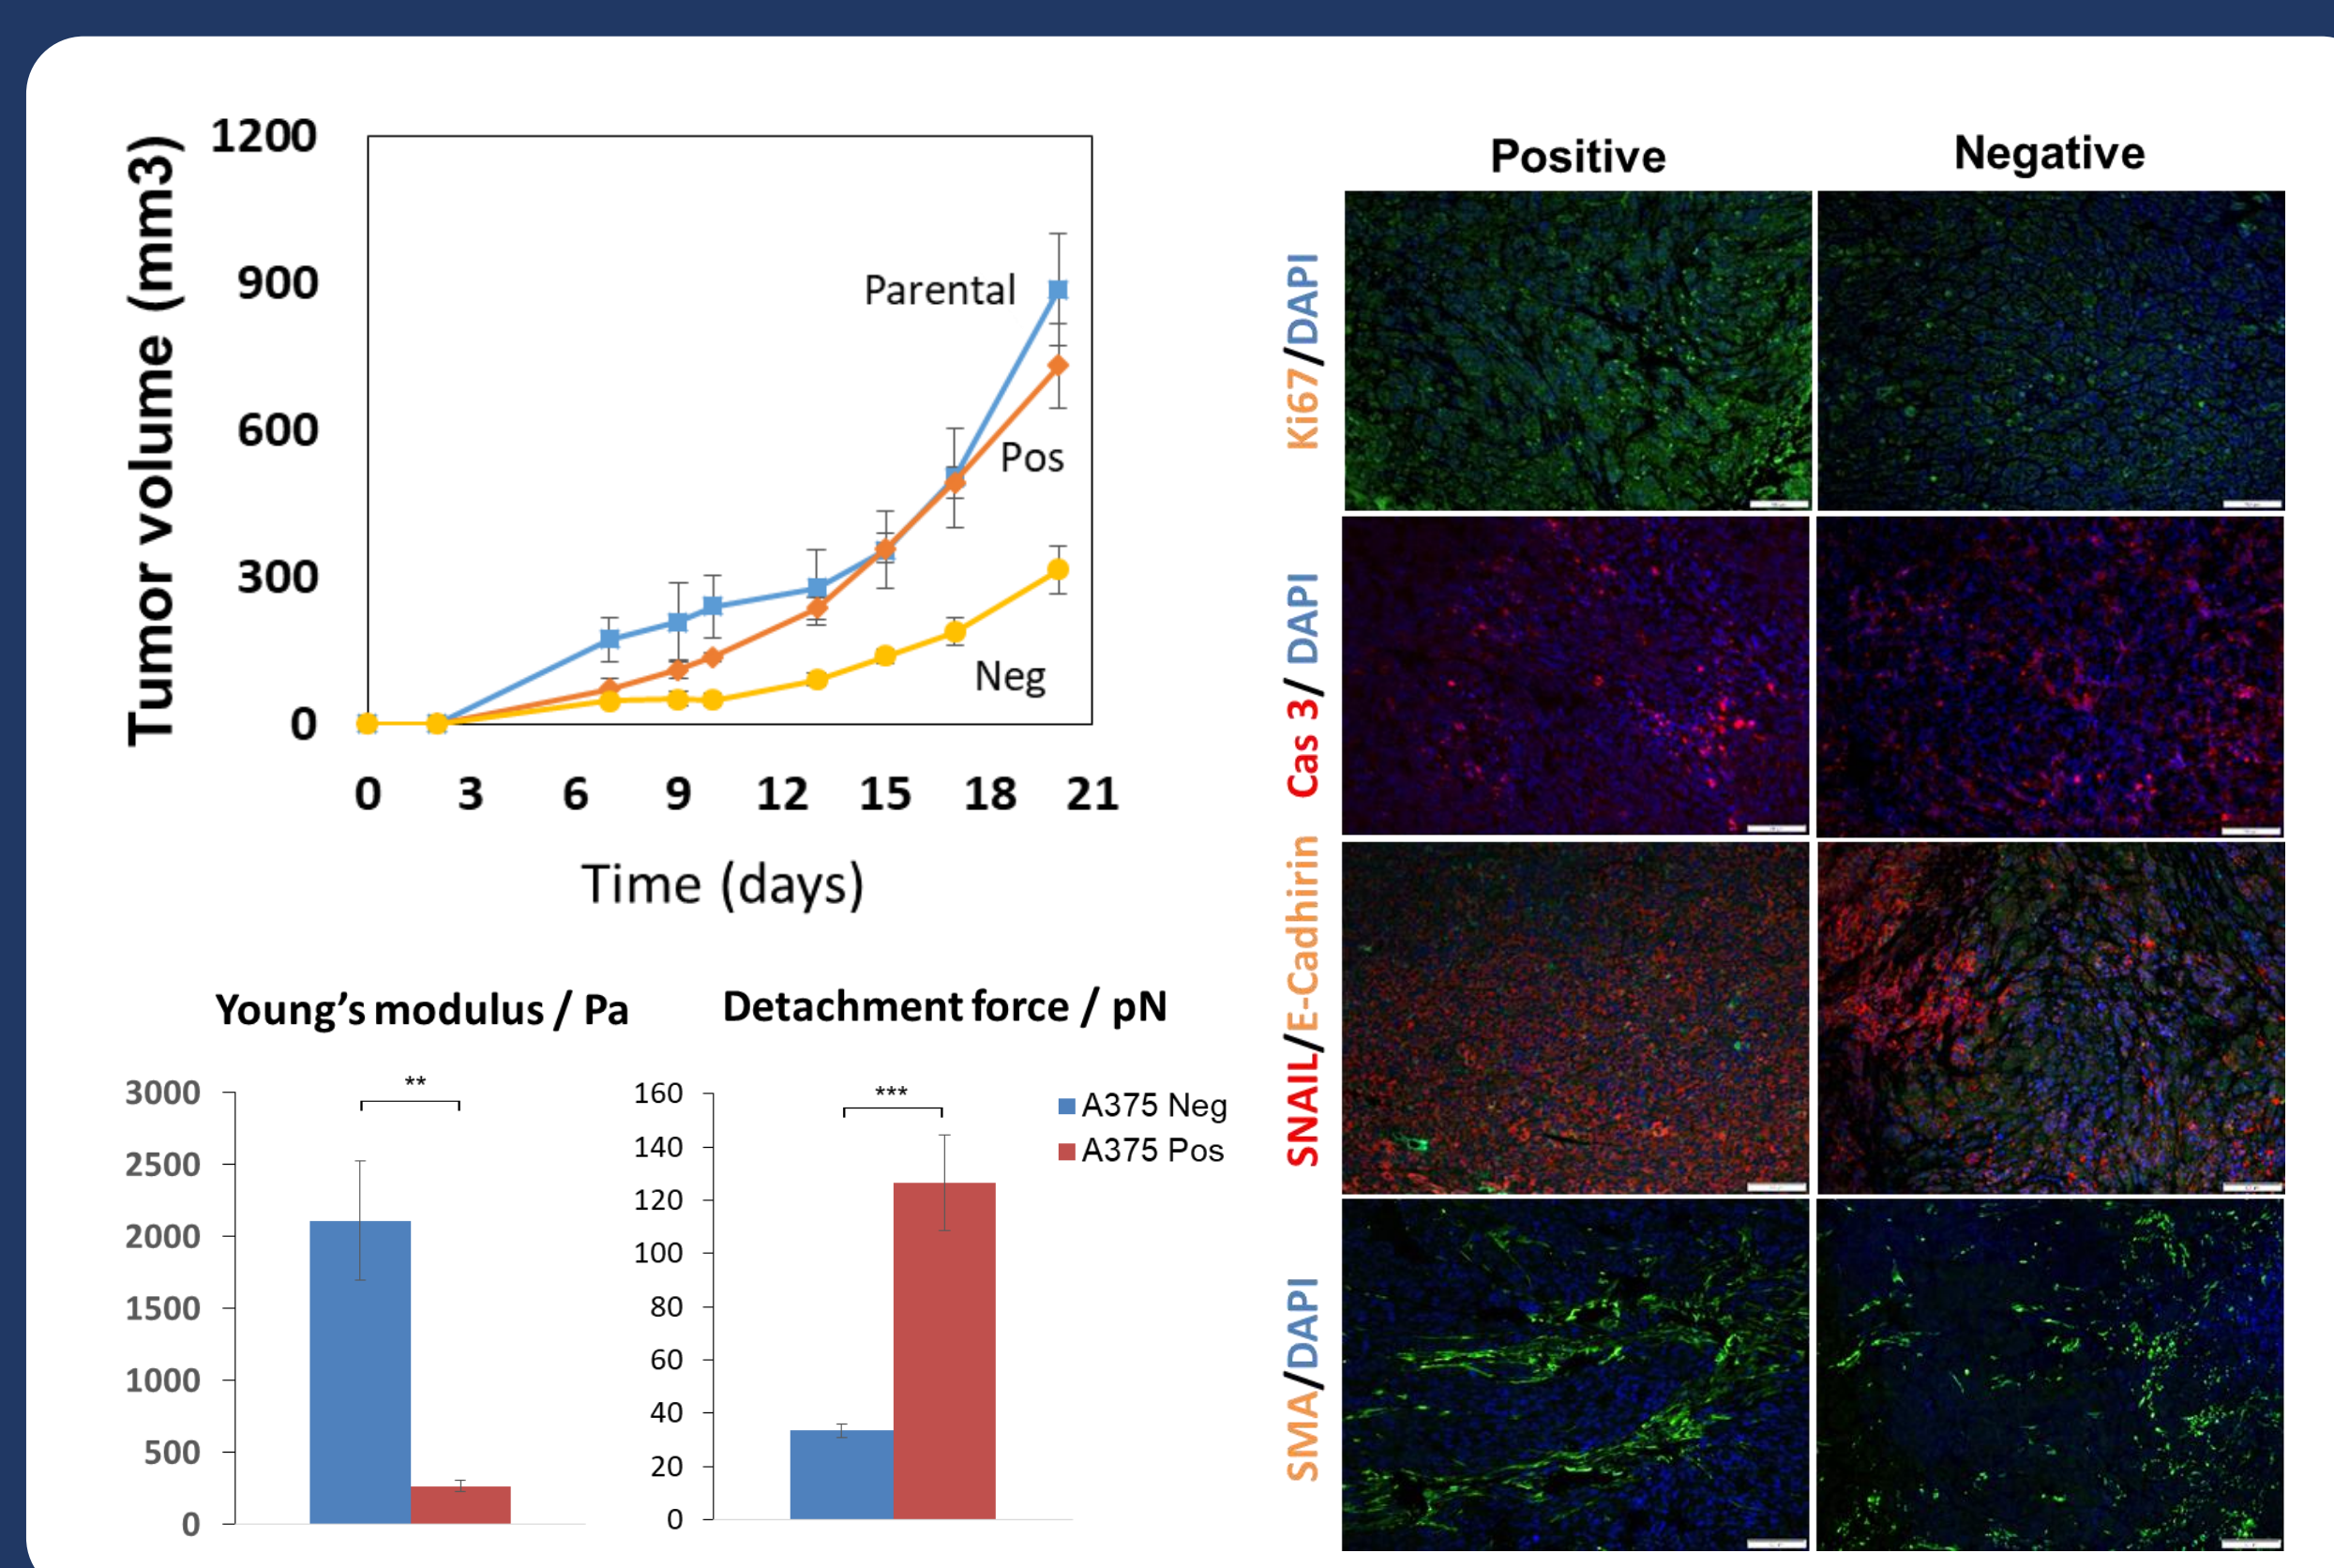 Tumor volume (mm3)
1200
900
600
300
0
Parental
Pos
Neg
0 3 6 9 12 15 18 21
Time (days)
Young's modulus / Pa
3000
2500
2000
1500
1000
500
0
**
Detachment force / pN
160
140
120
100
80
60
40
20
0
***
A375 Neg
A375 Pos
Positive Negative
Ki67/DAPI
Cas 3/ DAPI
SNAIL/E-Cadhirin
SMA/DAPI